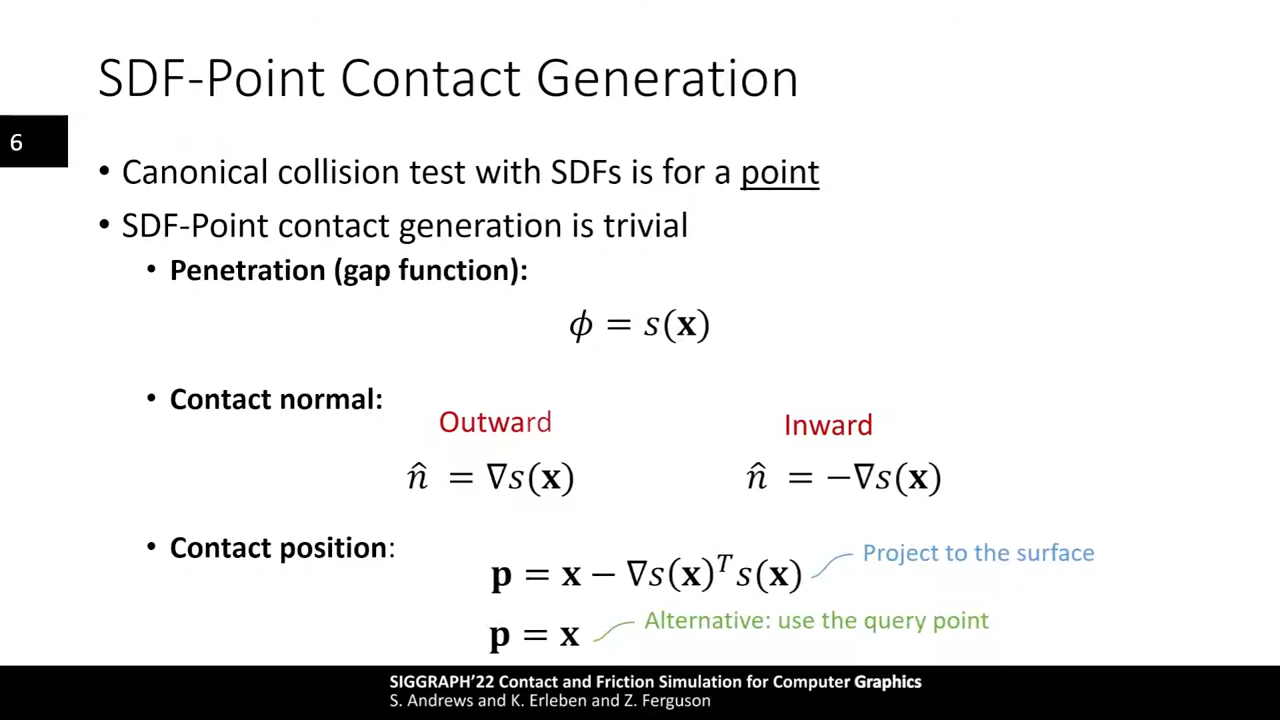 SDF-Point Contact Generation
6
• Canonical collision test with SDFs is for a point
• SDF-Point contact generation is trivial
• Penetration (gap function):
ϕ = s(𝐱)
• Contact normal:
Outward Inward
n̂ = ∇s(𝐱) n̂ = −∇s(𝐱)
• Contact position:
𝐩 = 𝐱 − ∇s(𝐱)ᵀs(𝐱) Project to the surface
𝐩 = 𝐱 Alternative: use the query point
SIGGRAPH'22 Contact and Friction Simulation for Computer Graphics
S. Andrews and K. Erleben and Z. Ferguson